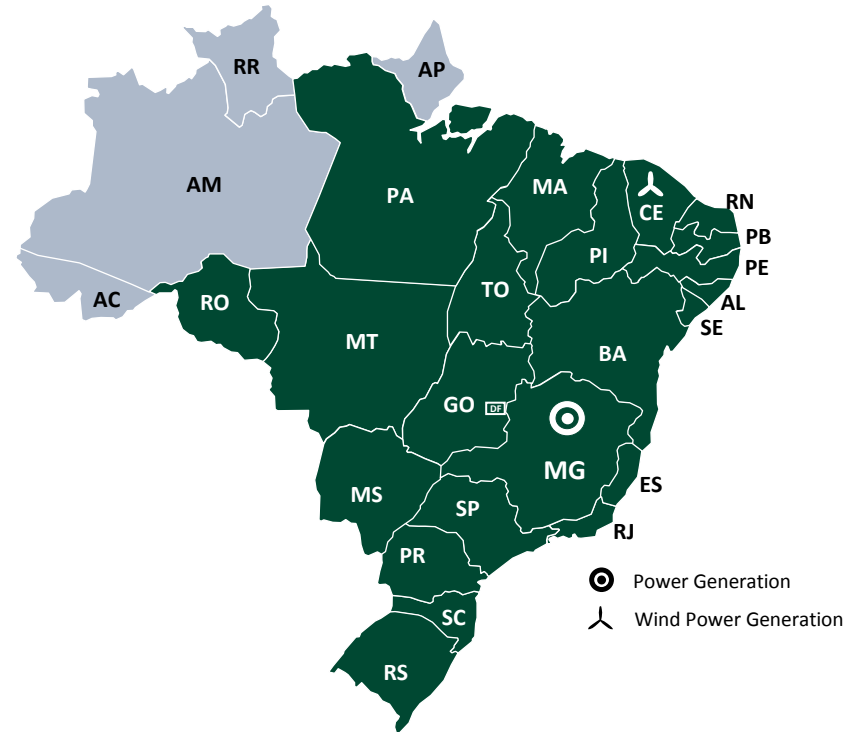 RR
AP
AM
PA
MA
CE
RN
PB
PI
PE
TO
AC
RO
AL
SE
MT
BA
GO
DF
MG
MS
ES
SP
RJ
PR
Power Generation
SC
Wind Power Generation
RS